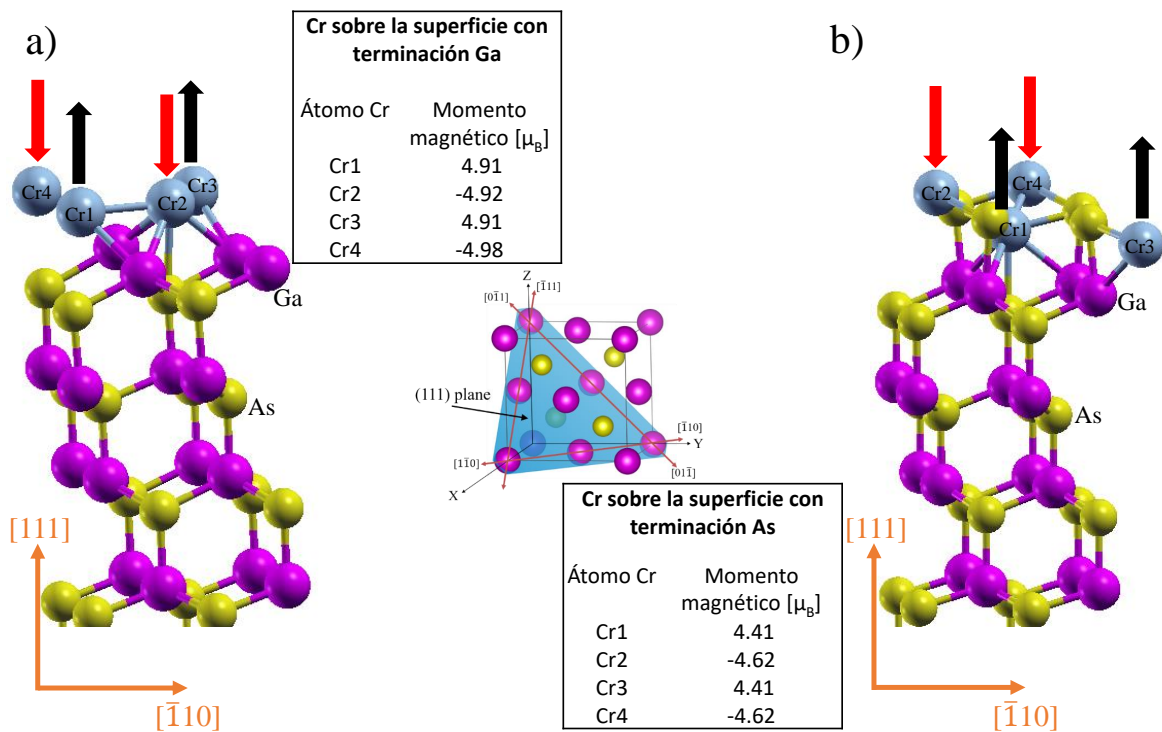 a)
Cr4
Cr1
Cr2
Cr3
Ga
As
[111]
[1̅10]
Cr sobre la superficie con
terminación Ga
Átomo Cr Momento
magnético [μB]
Cr1 4.91
Cr2 -4.92
Cr3 4.91
Cr4 -4.98
Z
[01̅1]
[1̅11]
(111) plane
[1̅10]
Y
[11̅0]
[011̅]
X
Cr sobre la superficie con
terminación As
Átomo Cr Momento
magnético [μB]
Cr1 4.41
Cr2 -4.62
Cr3 4.41
Cr4 -4.62
b)
Cr2
Cr4
Cr1
Cr3
Ga
As
[111]
[1̅10]